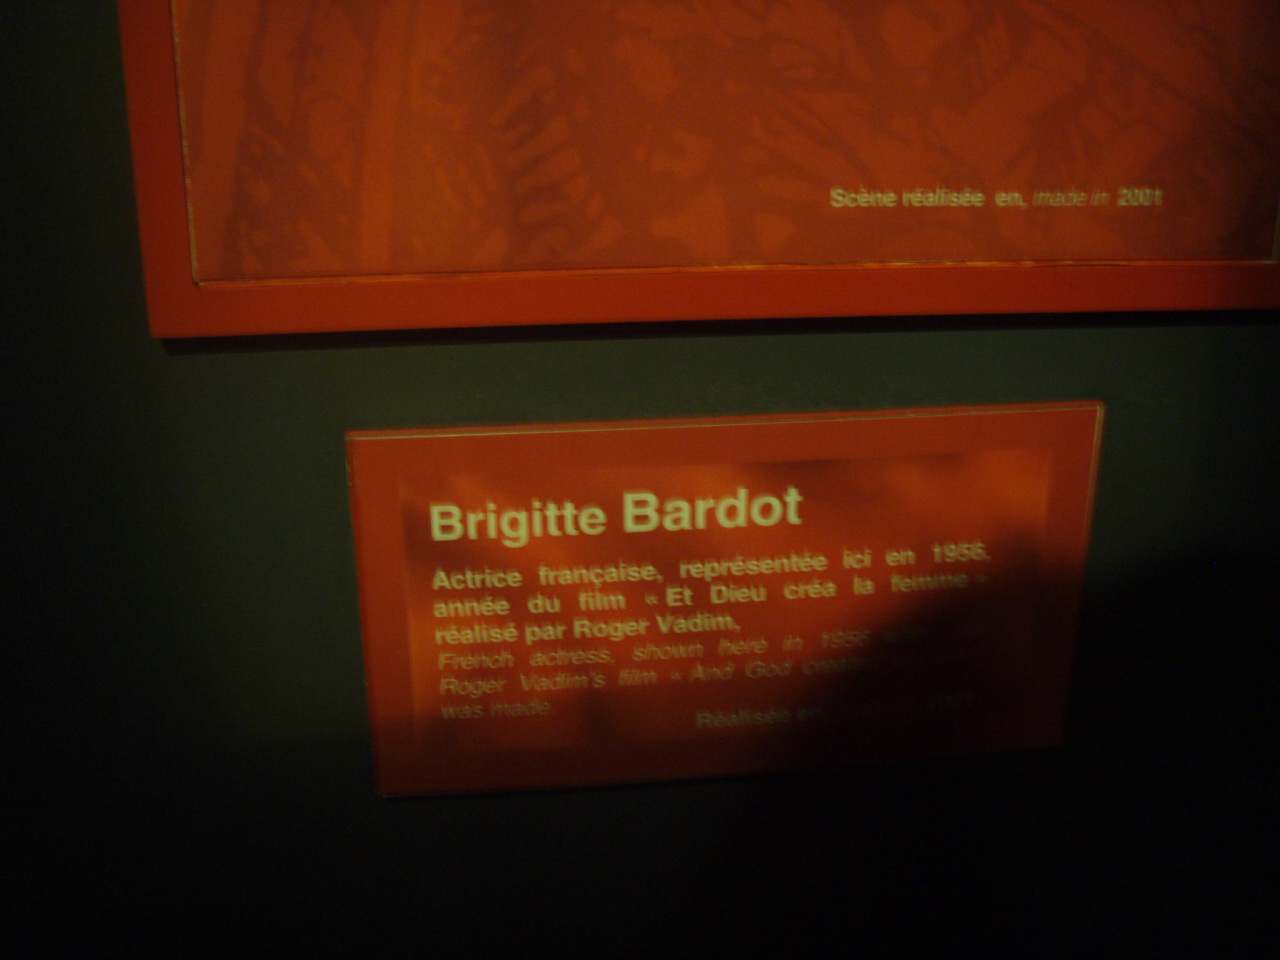 Scène réalisée en, made in 2001
Brigitte Bardot
Actrice française, représentée ici en 1956,
année du film « Et Dieu créa la femme »
réalisé par Roger Vadim,
French actress, shown here in 1956
Roger Vadim's film « And God created
was made.
Réalisée en